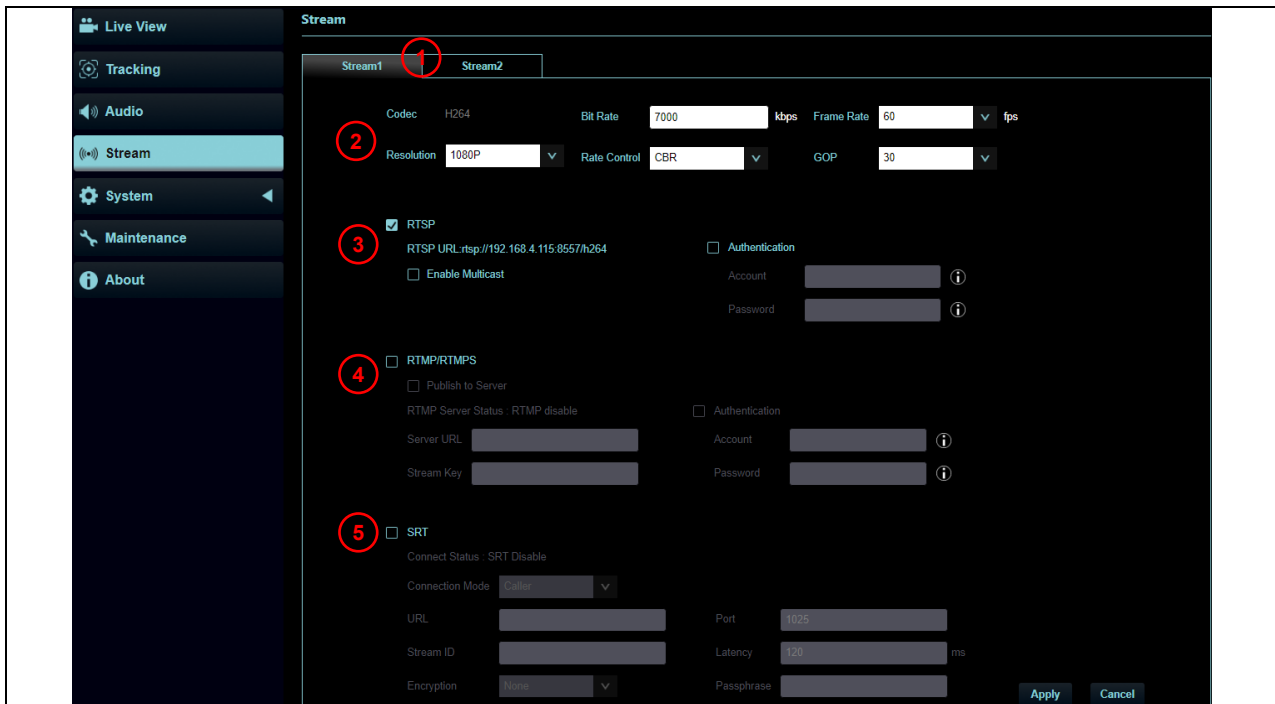 Live View
Tracking
Audio
Stream
System
Maintenance
About
Stream
1
Stream1 Stream2
2
Codec H264 Bit Rate 7000 kbps Frame Rate 60 fps
Resolution 1080P Rate Control CBR GOP 30
3
RTSP
RTSP URL:rtsp://192.168.4.115:8557/h264 Authentication
Enable Multicast Account
Password
4
RTMP/RTMPS
Publish to Server
RTMP Server Status : RTMP disable Authentication
Server URL Account
Stream Key Password
5
SRT
Connect Status : SRT Disable
Connection Mode Caller
URL Port 1025
Stream ID Latency 120 ms
Encryption None Passphrase
Apply Cancel